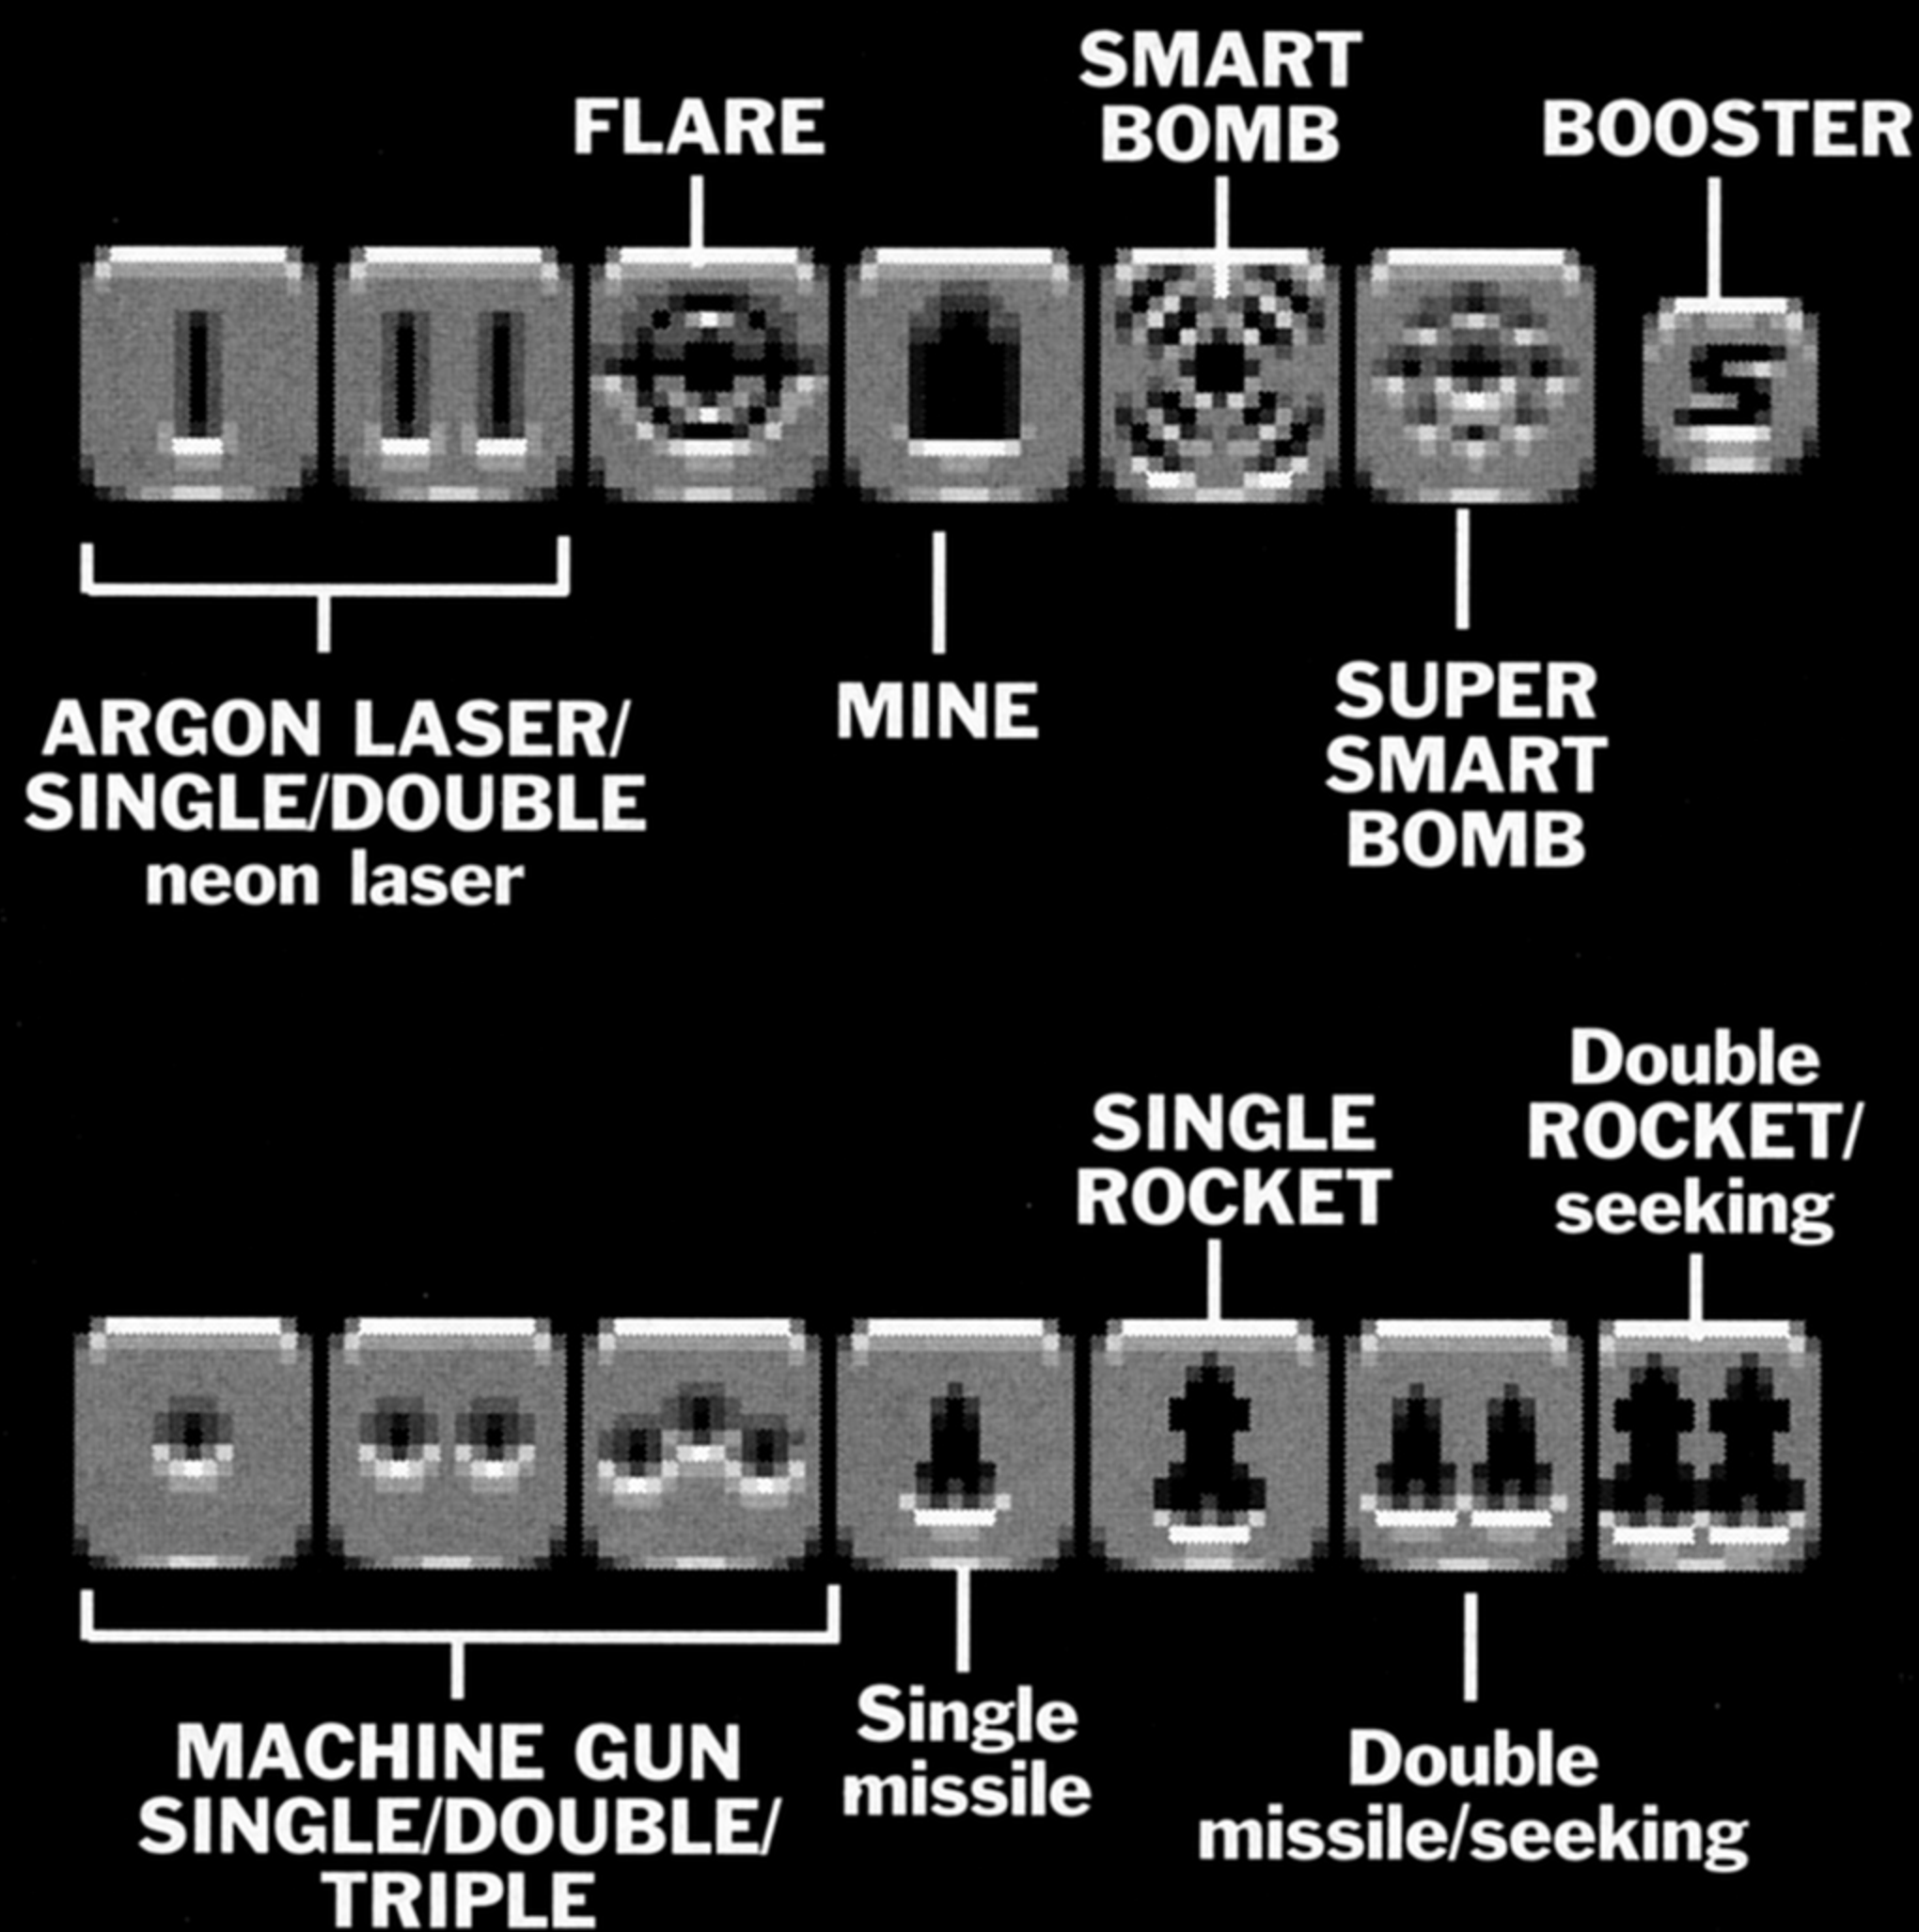 FLARE
SMART
BOMB
BOOSTER
S
ARGON LASER/
SINGLE/DOUBLE
neon laser
MINE
SUPER
SMART
BOMB
SINGLE
ROCKET
Double
ROCKET/
seeking
MACHINE GUN
SINGLE/DOUBLE/
TRIPLE
Single
missile
Double
missile/seeking